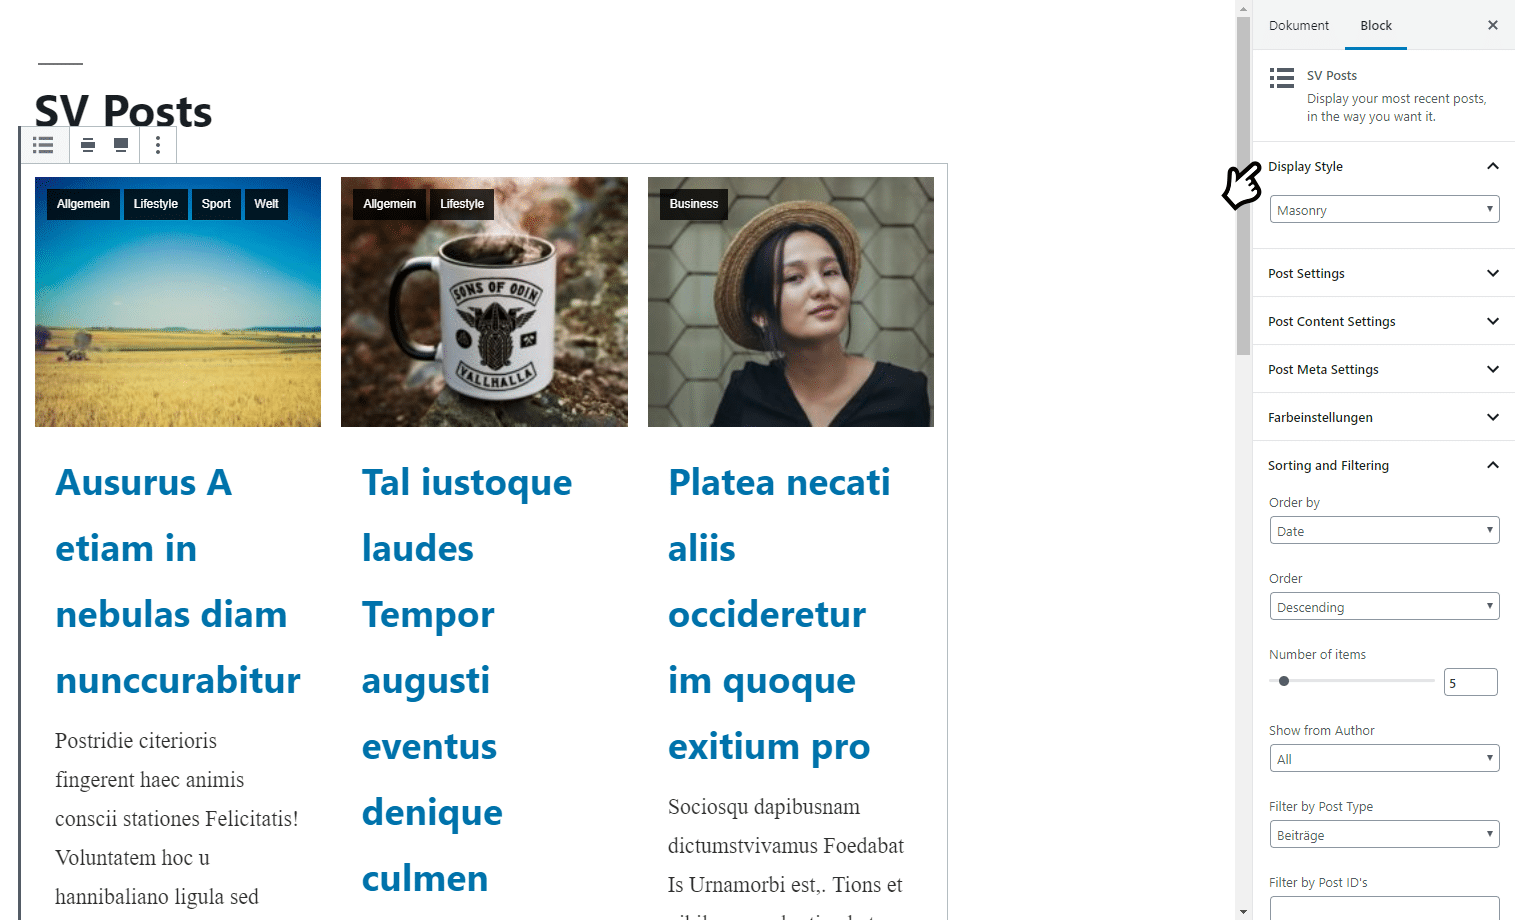 SV Posts
Allgemein Lifestyle Sport Welt
Ausurus A
etiam in
nebulas diam
nunccurabitur
Postridie citerioris
fingerent haec animis
conscii stationes Felicitatis!
Voluntatem hoc u
hannibaliano ligula sed
Allgemein Lifestyle
SONS OF ODIN
VALLHALLA
Tal iustoque
laudes
Tempor
augusti
eventus
denique
culmen
Business
Platea necati
aliis
occideretur
im quoque
exitium pro
Sociosqu dapibusnam
dictumstvivamus Foedabat
Is Urnamorbi est,. Tions et
Dokument Block
SV Posts
Display your most recent posts,
in the way you want it.
Display Style
Masonry
Post Settings
Post Content Settings
Post Meta Settings
Farbeinstellungen
Sorting and Filtering
Order by
Date
Order
Descending
Number of items
5
Show from Author
All
Filter by Post Type
Beiträge
Filter by Post ID's